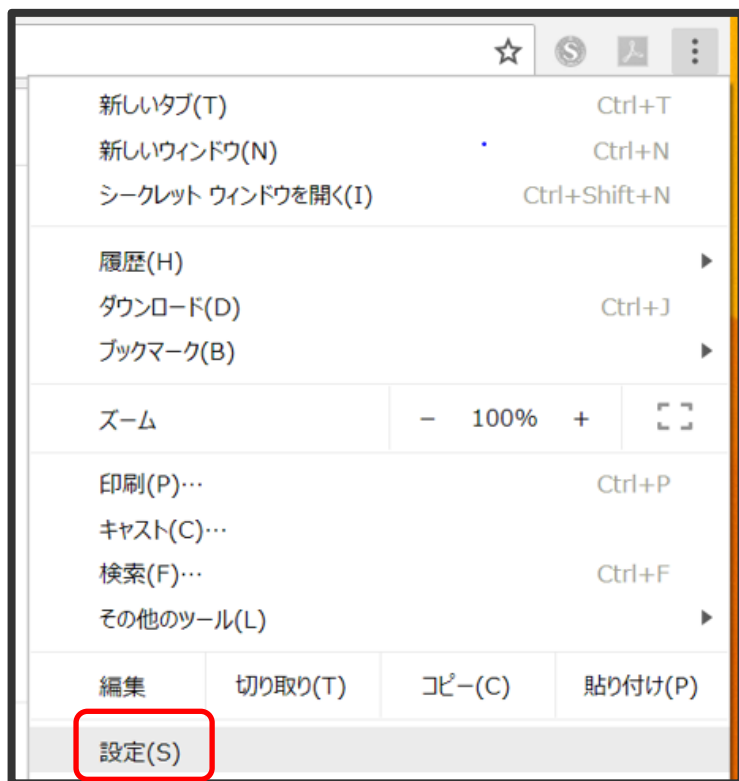 新しいタブ(T) Ctrl+T
新しいウィンドウ(N) Ctrl+N
シークレット ウィンドウを開く(I) Ctrl+Shift+N
履歴(H)
ダウンロード(D) Ctrl+J
ブックマーク(B)
ズーム − 100% +
印刷(P)… Ctrl+P
キャスト(C)…
検索(F)… Ctrl+F
その他のツール(L)
編集 切り取り(T) コピー(C) 貼り付け(P)
設定(S)